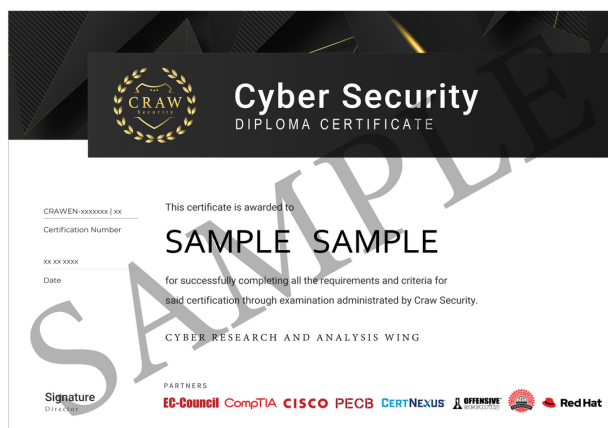 CRAW
Security
Cyber Security
DIPLOMA CERTIFICATE
SAMPLE
CRAWEN-xxxxxxx | xx
Certification Number
xx xx xxxx
Date
This certificate is awarded to
SAMPLE SAMPLE
for successfully completing all the requirements and criteria for
said certification through examination administrated by Craw Security.
CYBER RESEARCH AND ANALYSIS WING
Signature
Director
PARTNERS
EC-Council CompTIA CISCO PECB CERTNEXUS OFFENSIVE security Red Hat